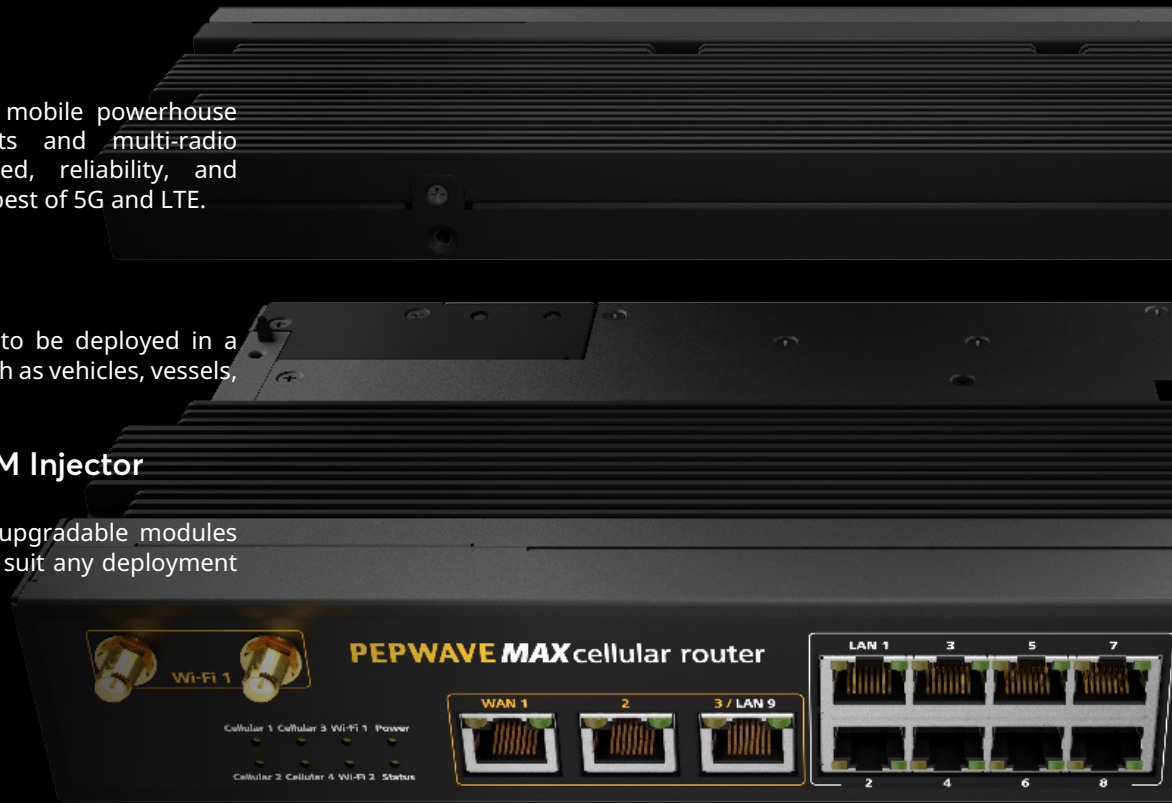 mobile powerhouse
ts and multi-radio
ed, reliability, and
best of 5G and LTE.
to be deployed in a
h as vehicles, vessels,
M Injector
upgradable modules
suit any deployment
PEPWAVE MAX cellular router
Wi-Fi 1
LAN 1 3 5 7
WAN 1 2 3 / LAN 9
Cellular 1 Cellular 3 Wi-Fi 1 Power
Cellular 2 Cellular 4 Wi-Fi 2 Status
2 4 6 8